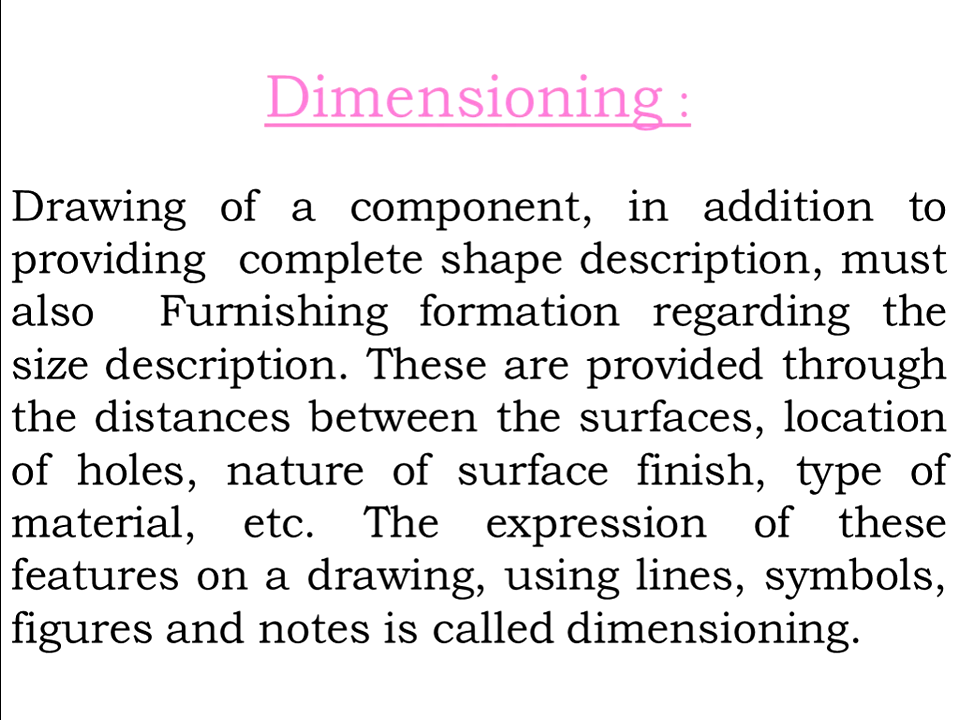 Dimensioning :
Drawing of a component, in addition to
providing complete shape description, must
also Furnishing formation regarding the
size description. These are provided through
the distances between the surfaces, location
of holes, nature of surface finish, type of
material, etc. The expression of these
features on a drawing, using lines, symbols,
figures and notes is called dimensioning.